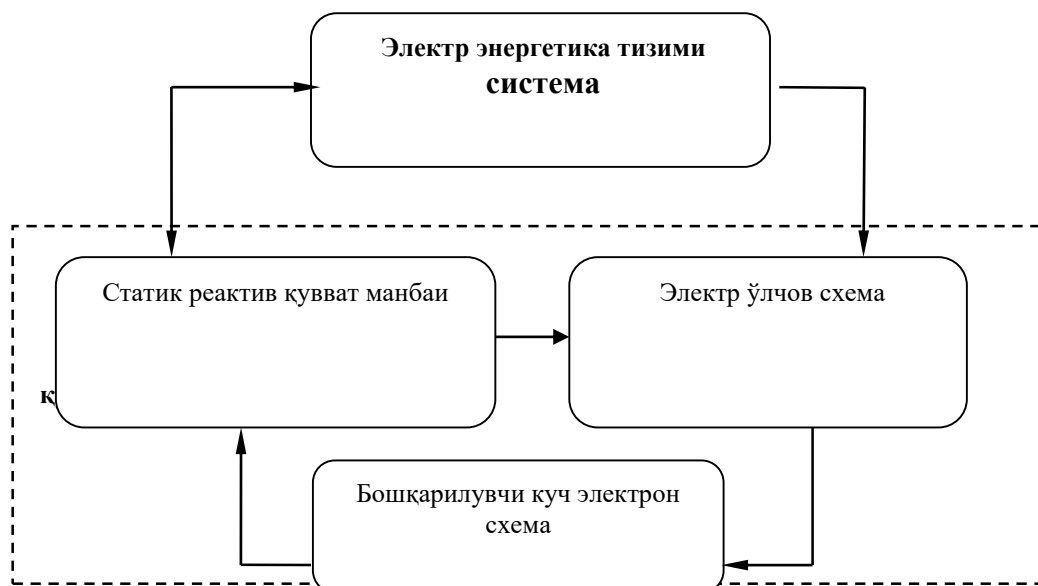 Электр энергетика тизими
система
Статик реактив қувват манбаи
Электр ўлчов схема
қ
Бошқарилувчи куч электрон
схема